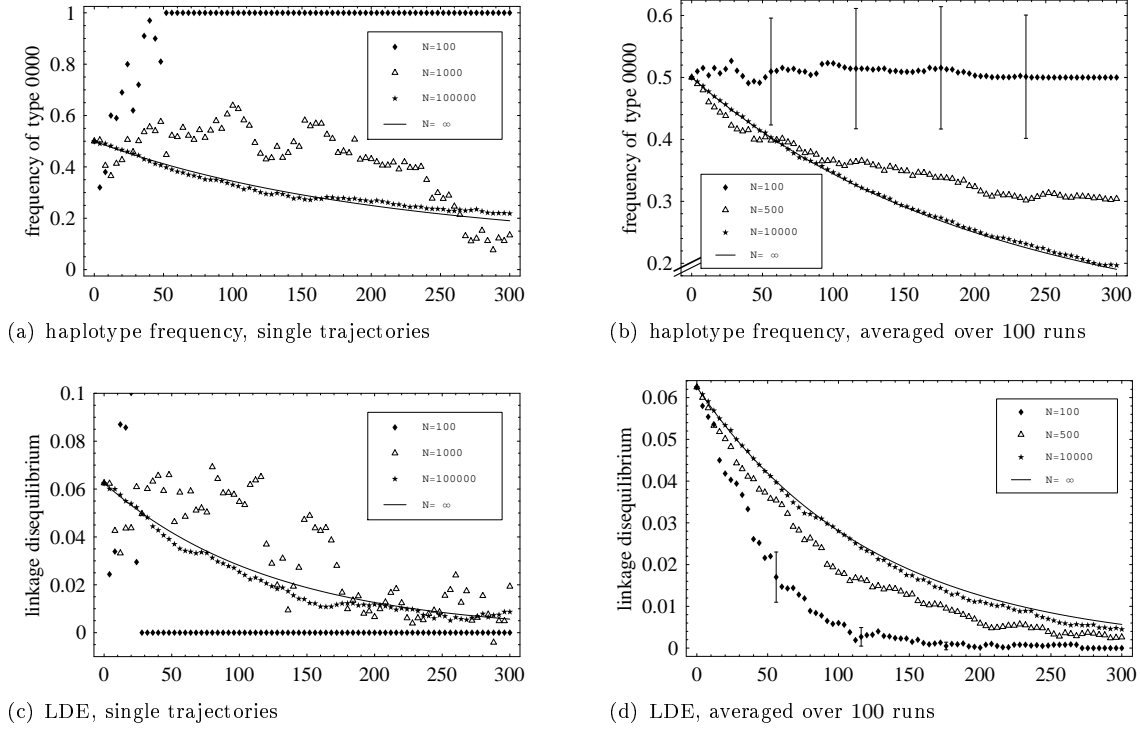 frequency of type 0000
1
0.8
0.6
0.4
0.2
0
N=100
N=1000
N=100000
N= ∞
0 50 100 150 200 250 300
(a) haplotype frequency, single trajectories
frequency of type 0000
0.6
0.5
0.4
0.3
0.2
N=100
N=500
N=10000
N= ∞
0 50 100 150 200 250 300
(b) haplotype frequency, averaged over 100 runs
linkage disequilibrium
0.1
0.08
0.06
0.04
0.02
0
N=100
N=1000
N=100000
N= ∞
0 50 100 150 200 250 300
(c) LDE, single trajectories
linkage disequilibrium
0.06
0.05
0.04
0.03
0.02
0.01
0
N=100
N=500
N=10000
N= ∞
0 50 100 150 200 250 300
(d) LDE, averaged over 100 runs